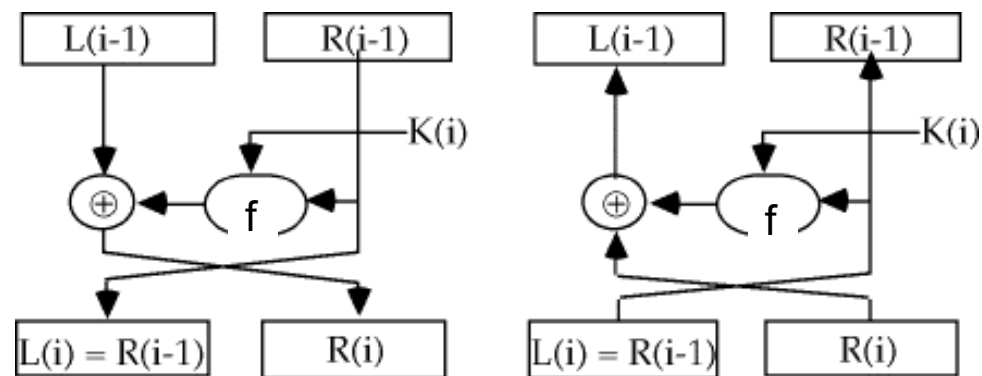 L(i-1) R(i-1) L(i-1) R(i-1)
K(i) K(i)
⊕ f ⊕ f
L(i) = R(i-1) R(i) L(i) = R(i-1) R(i)